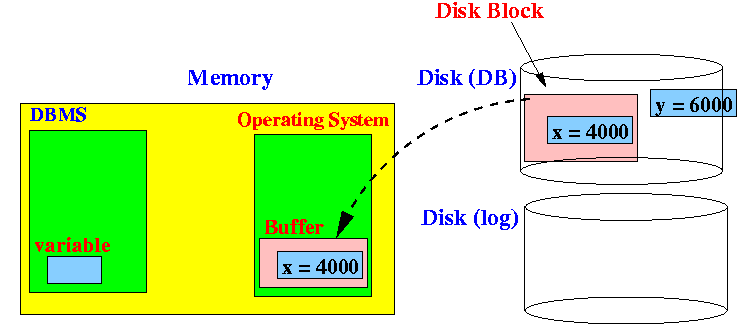 Disk Block
Memory
Disk (DB)
DBMS
Operating System
y = 6000
x = 4000
Disk (log)
Buffer
variable
x = 4000